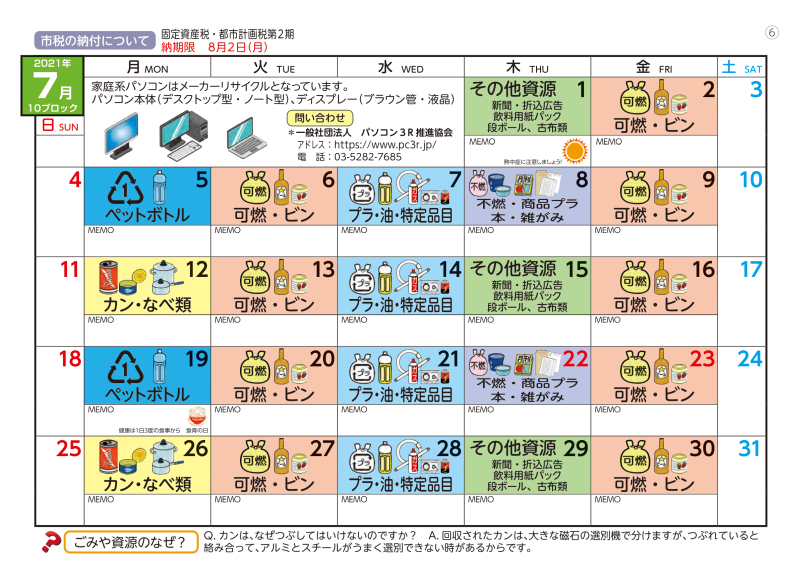 市税の納付について
固定資産税・都市計画税第2期
納期限 8月2日(月)
⑥
2021年
7月
10ブロック
日 SUN
月 MON
火 TUE
水 WED
木 THU
金 FRI
土 SAT
家庭系パソコンはメーカーリサイクルとなっています。
パソコン本体(デスクトップ型・ノート型)、ディスプレー(ブラウン管・液晶)
問い合わせ
*一般社団法人 パソコン3R推進協会
アドレス:https://www.pc3r.jp/
電 話:03-5282-7685
その他資源 1
新聞・折込広告
飲料用紙パック
段ボール、古布類
MEMO
熱中症に注意しましょう!
可燃 2
可燃・ビン
MEMO
3
4
5
ペットボトル
MEMO
可燃 6
可燃・ビン
MEMO
プラ 7
プラ・油・特定品目
MEMO
不燃 8
不燃・商品プラ
本・雑がみ
MEMO
可燃 9
可燃・ビン
MEMO
10
11
12
カン・なべ類
MEMO
可燃 13
可燃・ビン
MEMO
プラ 14
プラ・油・特定品目
MEMO
その他資源 15
新聞・折込広告
飲料用紙パック
段ボール、古布類
MEMO
可燃 16
可燃・ビン
MEMO
17
18
19
ペットボトル
MEMO
健康は1日3度の食事から 食育の日
可燃 20
可燃・ビン
MEMO
プラ 21
プラ・油・特定品目
MEMO
不燃 22
不燃・商品プラ
本・雑がみ
MEMO
可燃 23
可燃・ビン
MEMO
24
25
26
カン・なべ類
MEMO
可燃 27
可燃・ビン
MEMO
プラ 28
プラ・油・特定品目
MEMO
その他資源 29
新聞・折込広告
飲料用紙パック
段ボール、古布類
MEMO
可燃 30
可燃・ビン
MEMO
31
ごみや資源のなぜ?
Q. カンは、なぜつぶしてはいけないのですか? A. 回収されたカンは、大きな磁石の選別機で分けますが、つぶれていると
絡み合って、アルミとスチールがうまく選別できない時があるからです。